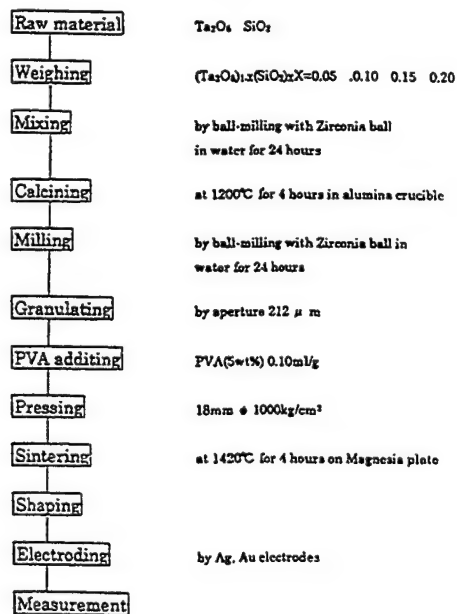 Raw material Ta₂O₆ SiO₂
Weighing (Ta₂O₆)₁₋ₓ(SiO₂)ₓX=0.05 .0.10 0.15 0.20
Mixing by ball-milling with Zirconia ball
in water for 24 hours
Calcining at 1200℃ for 4 hours in alumina crucible
Milling by ball-milling with Zirconia ball in
water for 24 hours
Granulating by aperture 212 μ m
PVA additing PVA(5wt%) 0.10ml/g
Pressing 18mm φ 1000kg/cm²
Sintering at 1420℃ for 4 hours on Magnesia plate
Shaping
Electroding by Ag, Au electrodes
Measurement